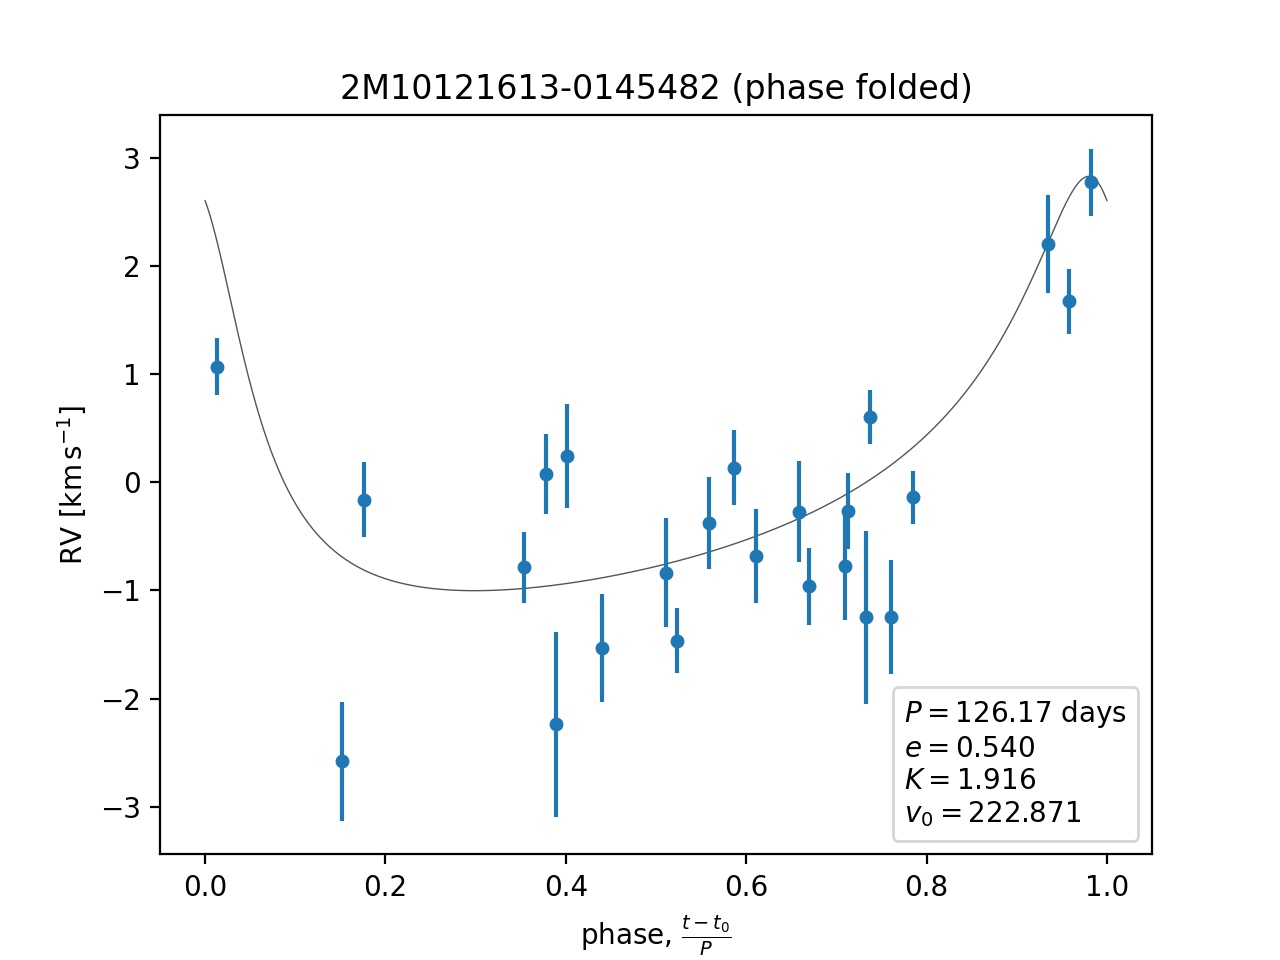 2M10121613-0145482 (phase folded)
RV [km s⁻¹]
3
2
1
0
−1
−2
−3
P = 126.17 days
e = 0.540
K = 1.916
v₀ = 222.871
0.0 0.2 0.4 0.6 0.8 1.0
phase, (t − t₀)/P